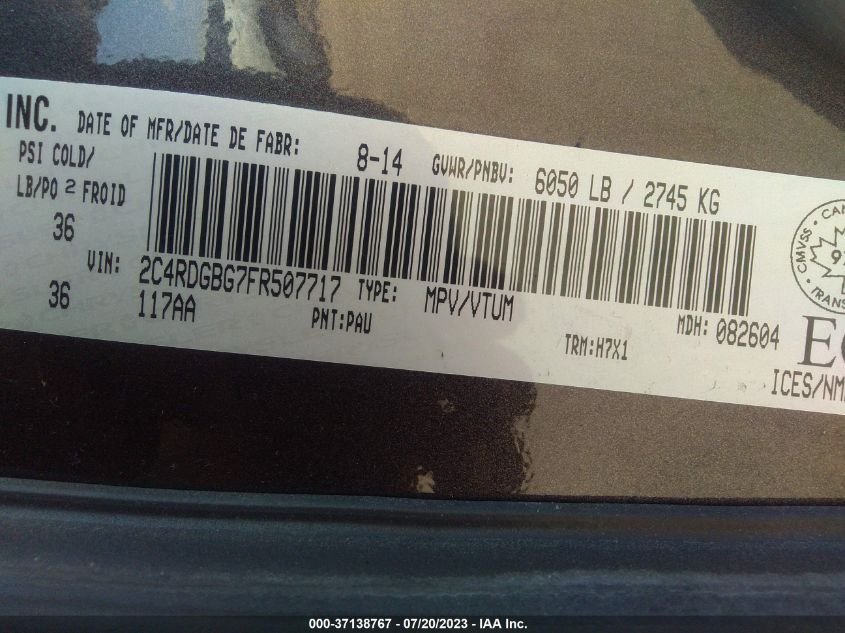 INC. DATE OF MFR/DATE DE FABR: 8-14 GVWR/PNBV: 6050 LB / 2745 KG
PSI COLD/
LB/PO 2 FROID
36
VIN: 2C4RDGBG7FR507717 TYPE: MPV/VTUM MDH: 082604
36 117AA PNT:PAU TRM:H7X1
CMVSS
TRANS
ICES/NM
000-37138767 / 07/20/2023 - IAA Inc.